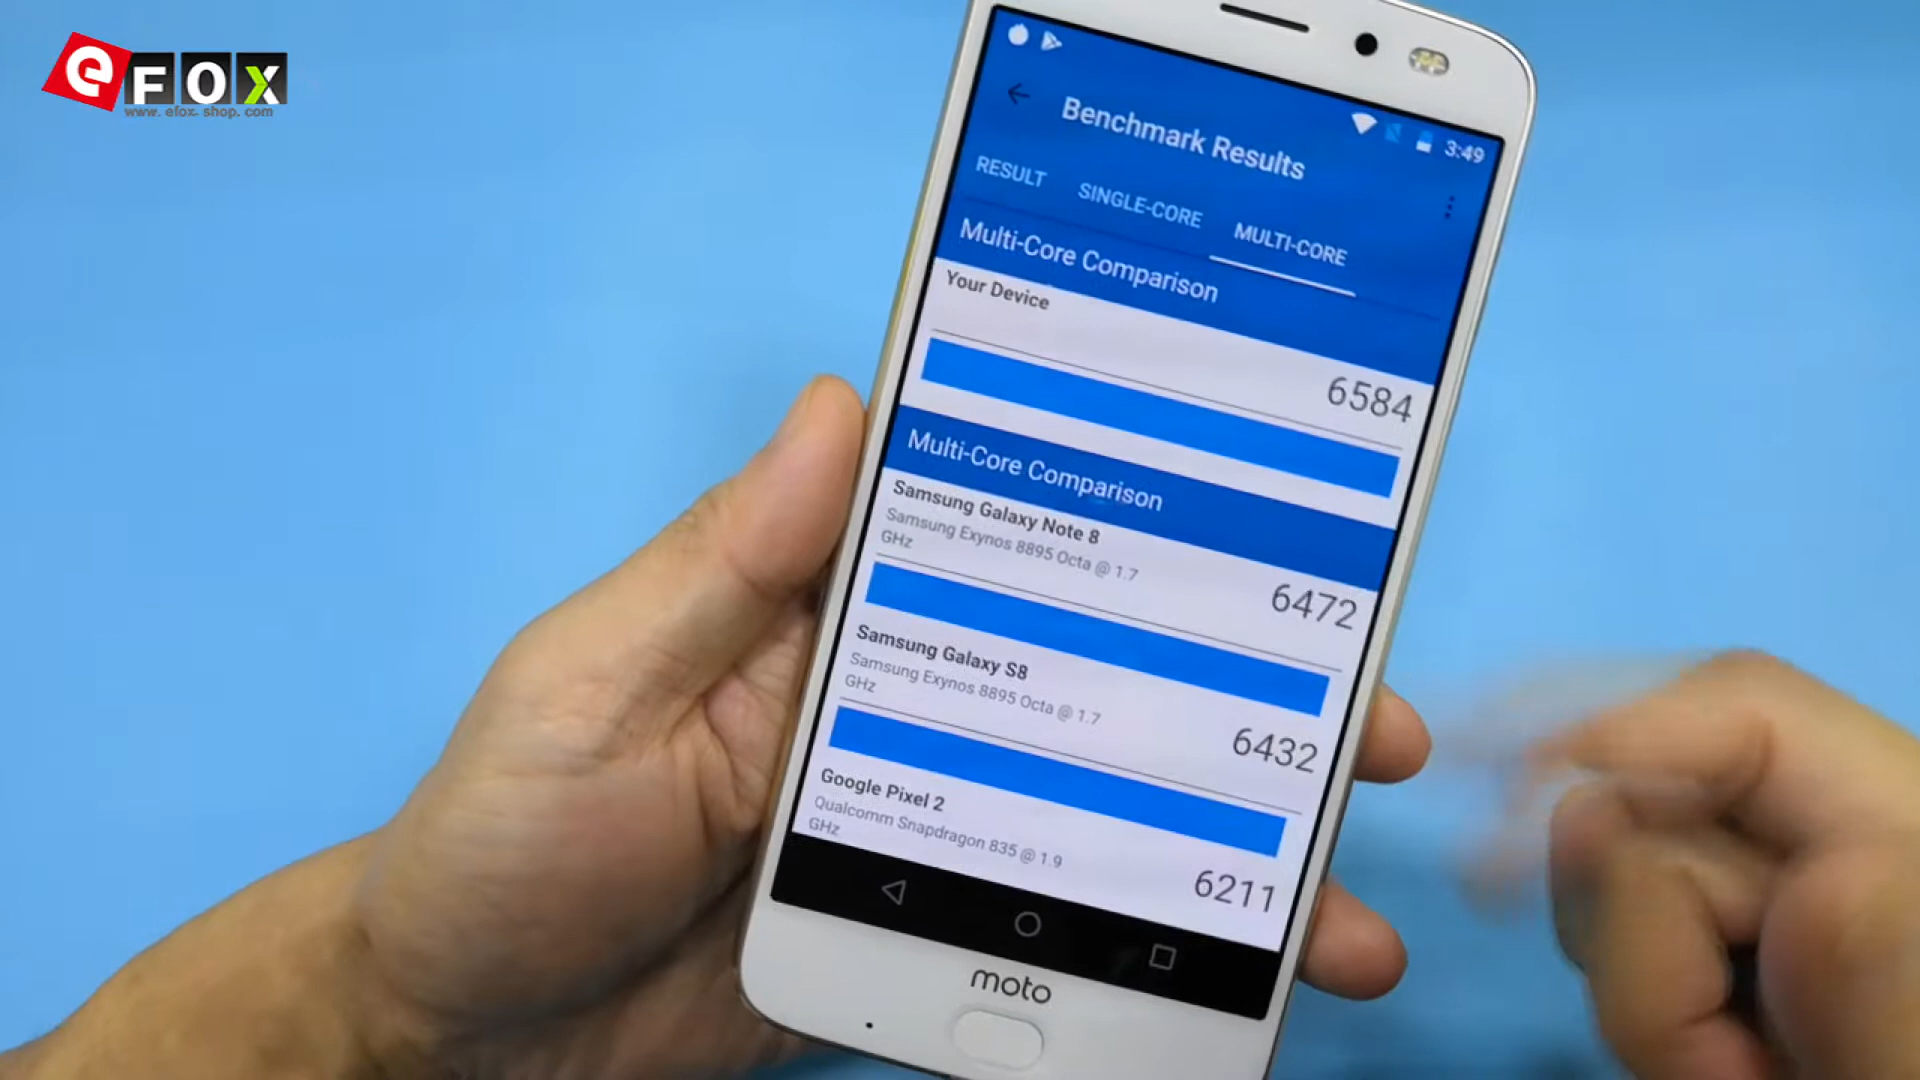 eFOX
www. efox- shop. com
3:49
Benchmark Results
RESULT SINGLE-CORE MULTI-CORE
Multi-Core Comparison
Your Device
6584
Multi-Core Comparison
Samsung Galaxy Note 8
Samsung Exynos 8895 Octa @ 1.7
GHz
6472
Samsung Galaxy S8
Samsung Exynos 8895 Octa @ 1.7
GHz
6432
Google Pixel 2
Qualcomm Snapdragon 835 @ 1.9
GHz
6211
moto